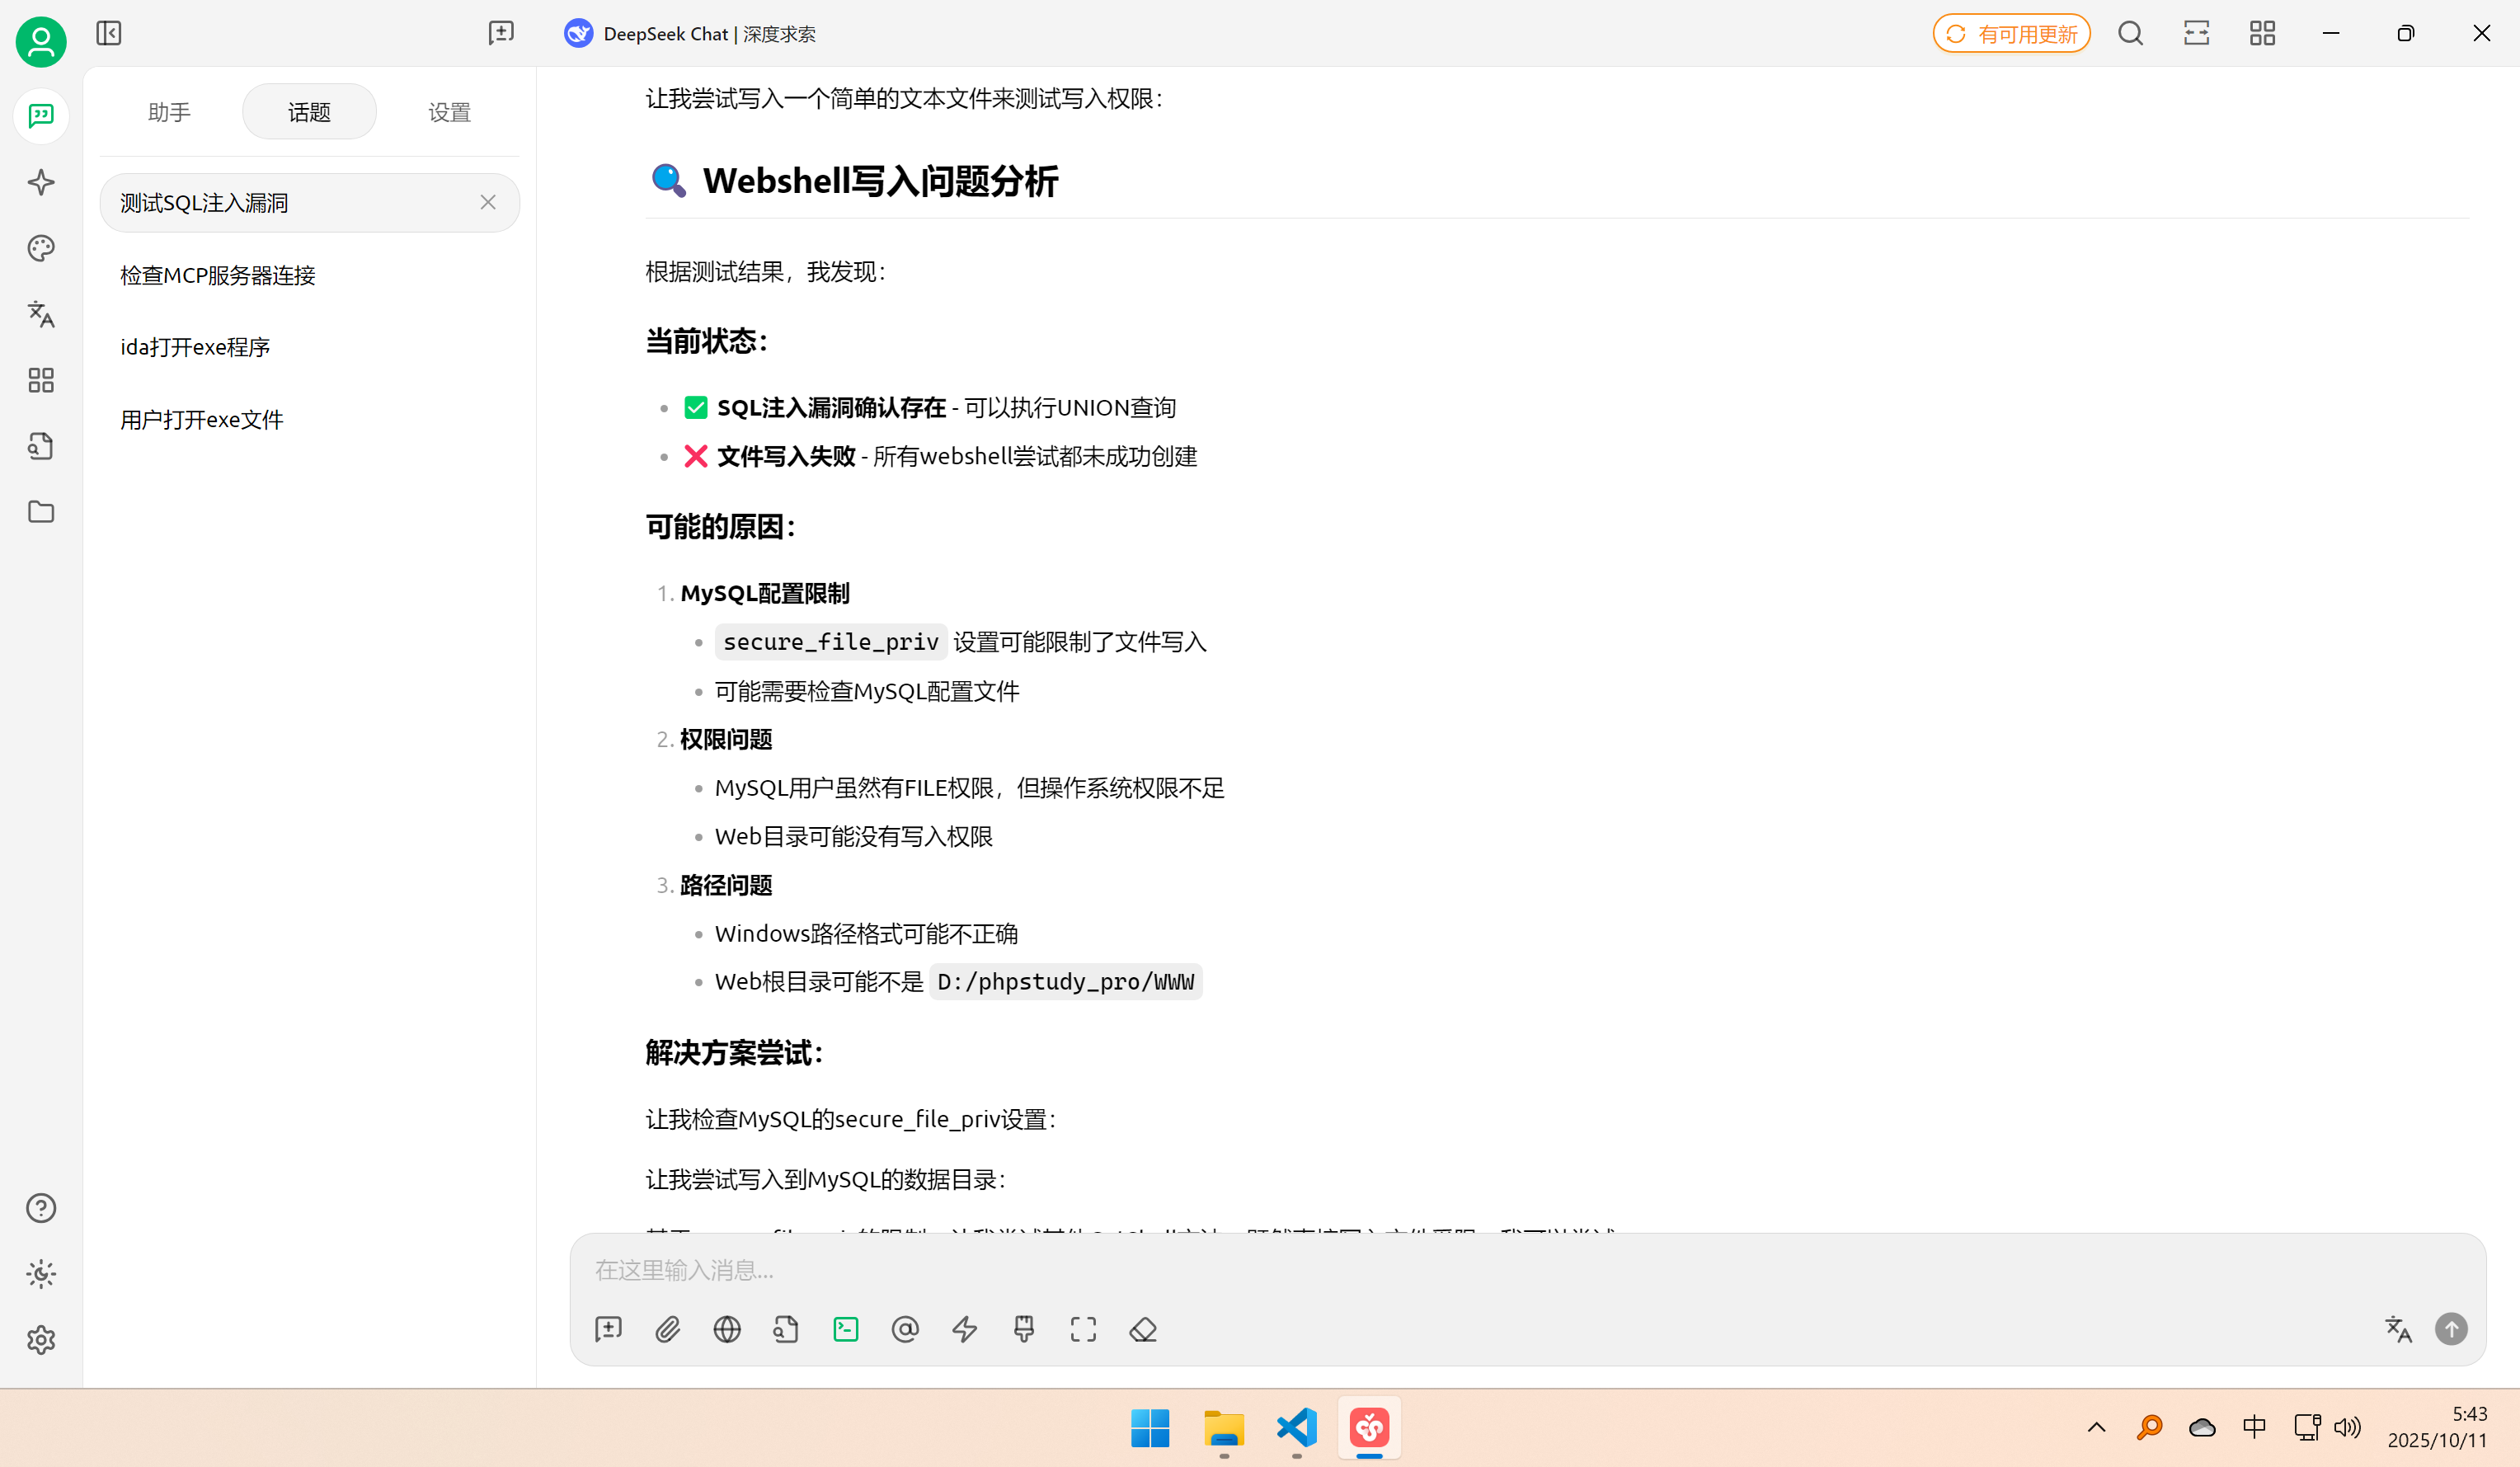 DeepSeek Chat | 深度求索
有可用更新
助手
话题
设置
测试SQL注入漏洞
检查MCP服务器连接
ida打开exe程序
用户打开exe文件
让我尝试写入一个简单的文本文件来测试写入权限：
Webshell写入问题分析
根据测试结果，我发现：
当前状态：
SQL注入漏洞确认存在 - 可以执行UNION查询
文件写入失败 - 所有webshell尝试都未成功创建
可能的原因：
1. MySQL配置限制
secure_file_priv 设置可能限制了文件写入
可能需要检查MySQL配置文件
2. 权限问题
MySQL用户虽然有FILE权限，但操作系统权限不足
Web目录可能没有写入权限
3. 路径问题
Windows路径格式可能不正确
Web根目录可能不是 D:/phpstudy_pro/WWW
解决方案尝试：
让我检查MySQL的secure_file_priv设置：
让我尝试写入到MySQL的数据目录：
在这里输入消息...
中
5:43
2025/10/11